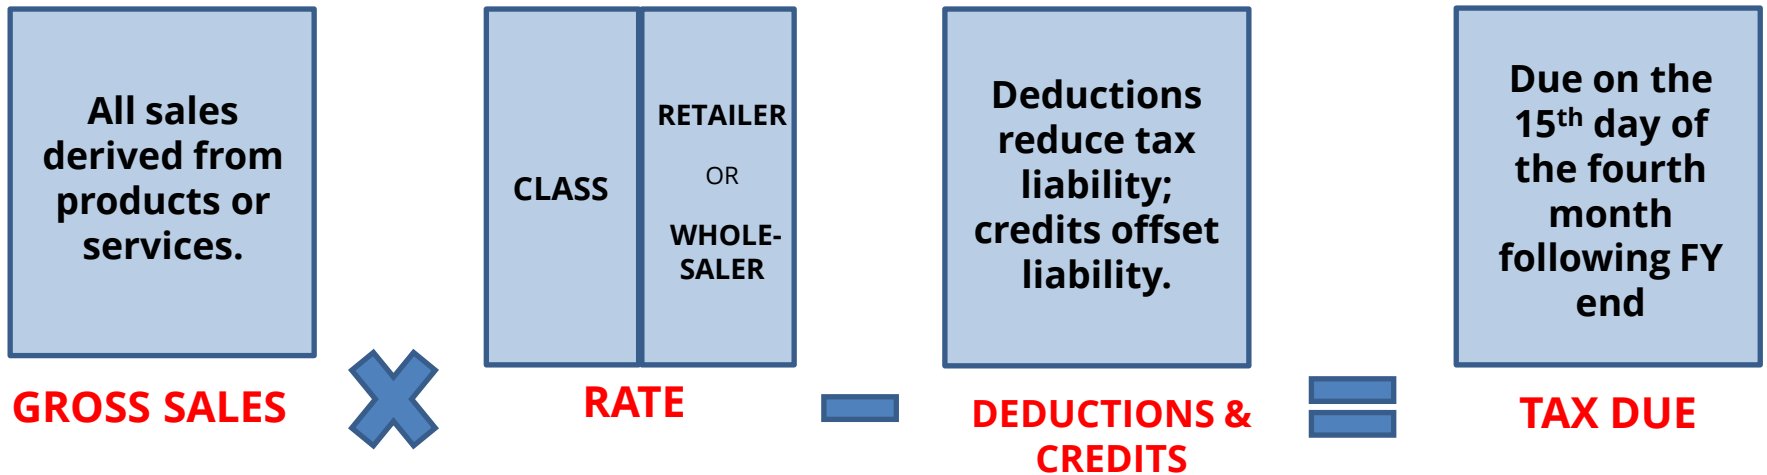 All sales
derived from
products or
services.
GROSS SALES
CLASS
RETAILER
OR
WHOLE-
SALER
RATE
Deductions
reduce tax
liability;
credits offset
liability.
DEDUCTIONS &
CREDITS
Due on the
15th day of
the fourth
month
following FY
end
TAX DUE